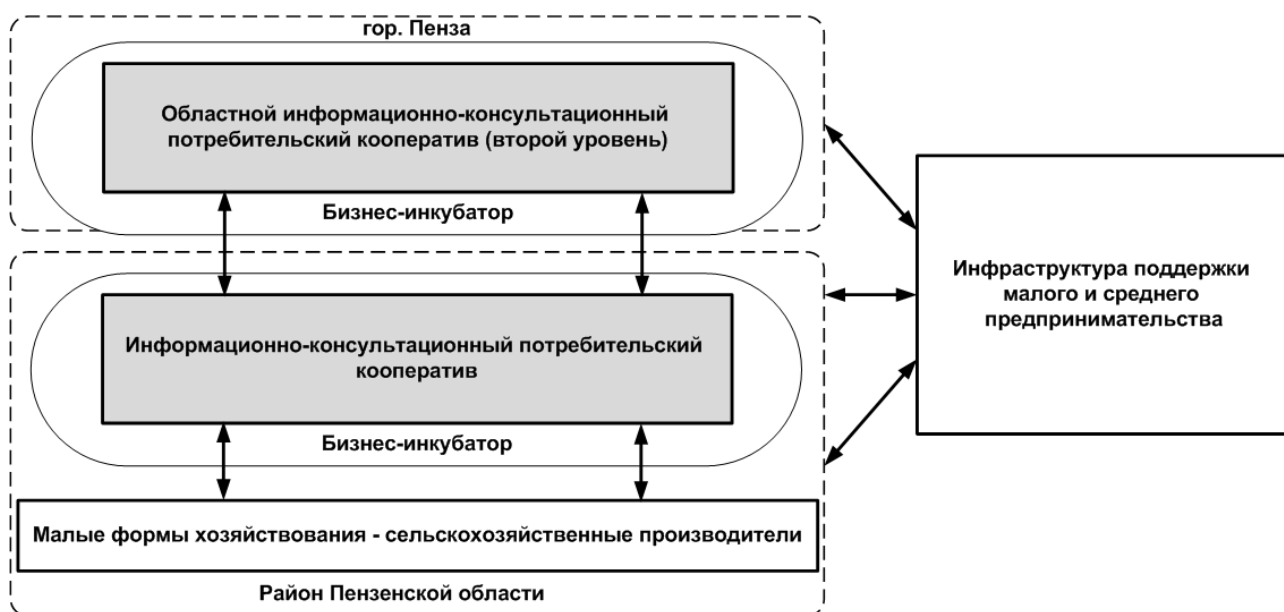 гор. Пенза
Областной информационно-консультационный
потребительский кооператив (второй уровень)
Бизнес-инкубатор
Информационно-консультационный потребительский
кооператив
Бизнес-инкубатор
Малые формы хозяйствования - сельскохозяйственные производители
Район Пензенской области
Инфраструктура поддержки
малого и среднего
предпринимательства